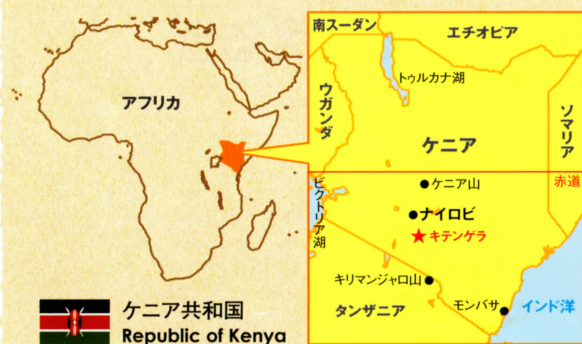 アフリカ
ケニア共和国
Republic of Kenya
南スーダン
エチオピア
トゥルカナ湖
ウガンダ
ケニア
ソマリア
赤道
ケニア山
ビクトリア湖
ナイロビ
キテンゲラ
キリマンジャロ山
タンザニア
モンバサ
インド洋